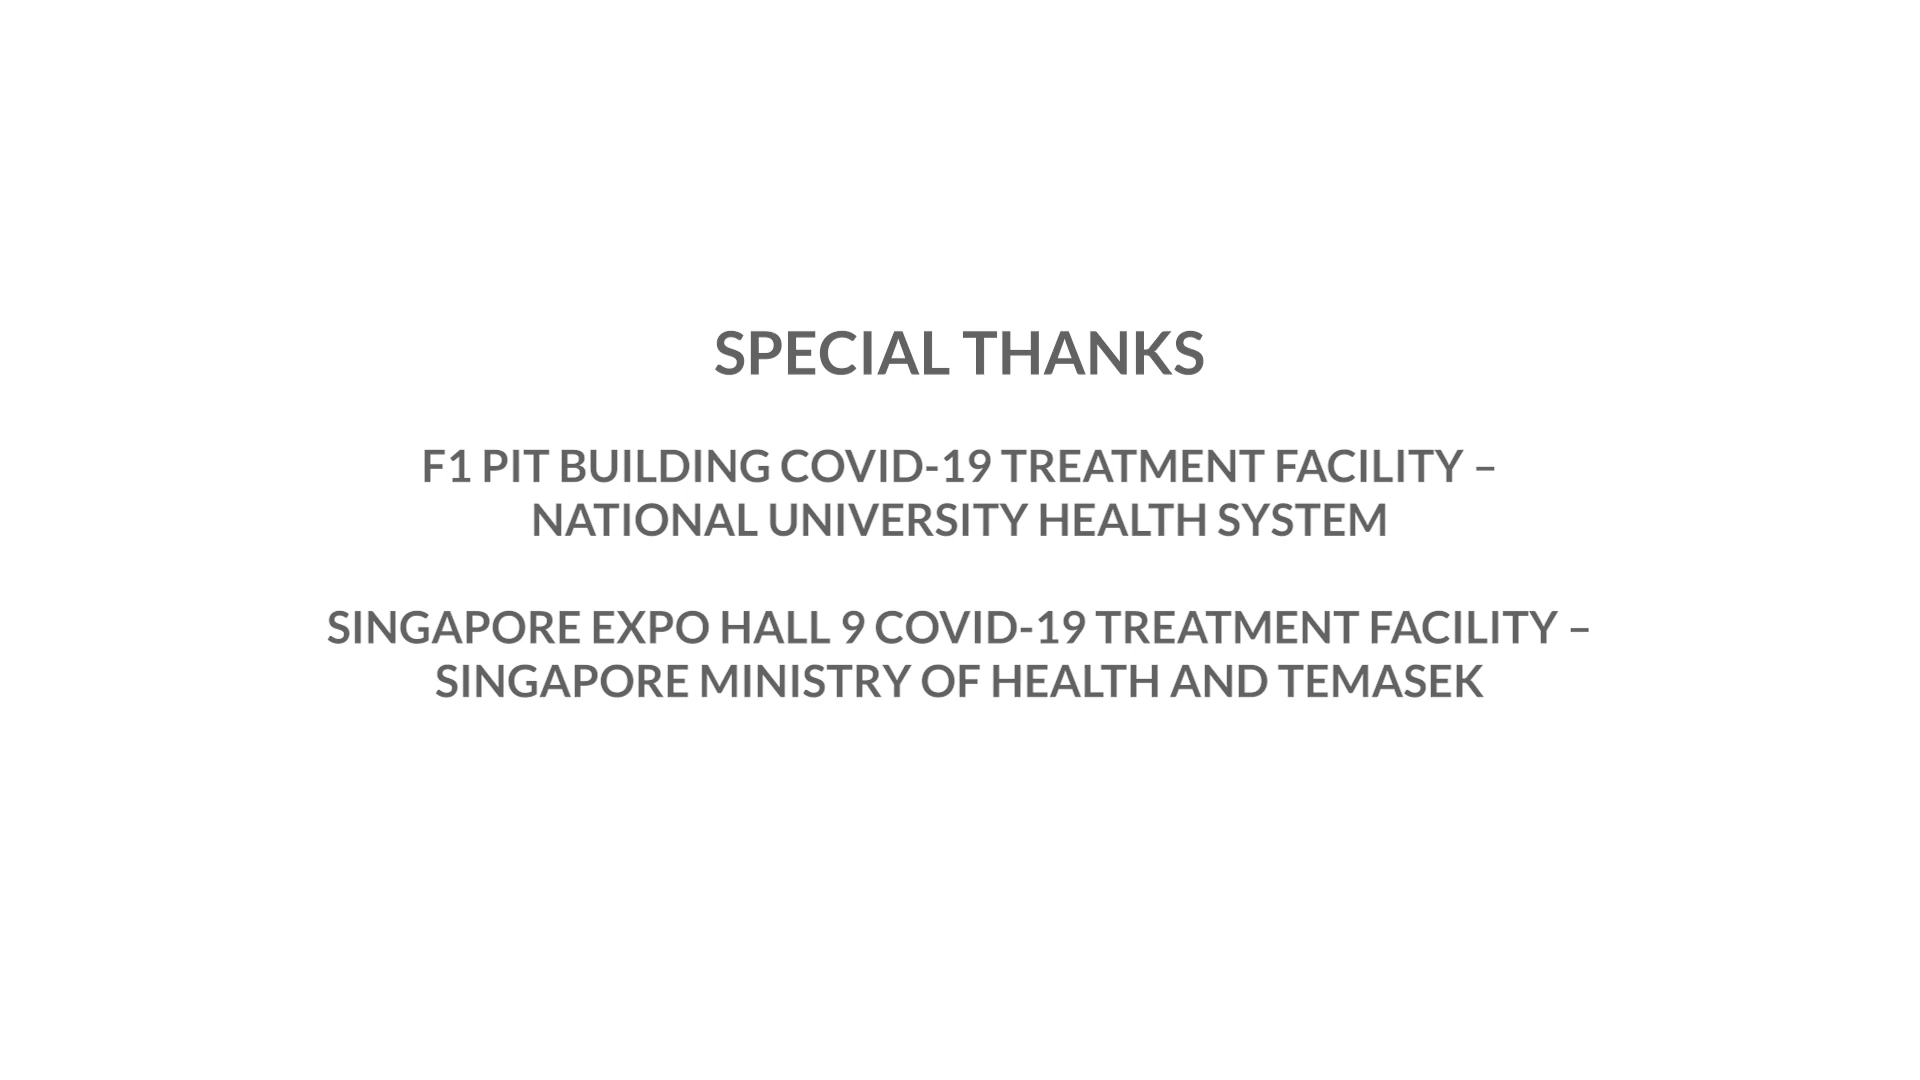 SPECIAL THANKS
F1 PIT BUILDING COVID-19 TREATMENT FACILITY –
NATIONAL UNIVERSITY HEALTH SYSTEM
SINGAPORE EXPO HALL 9 COVID-19 TREATMENT FACILITY –
SINGAPORE MINISTRY OF HEALTH AND TEMASEK